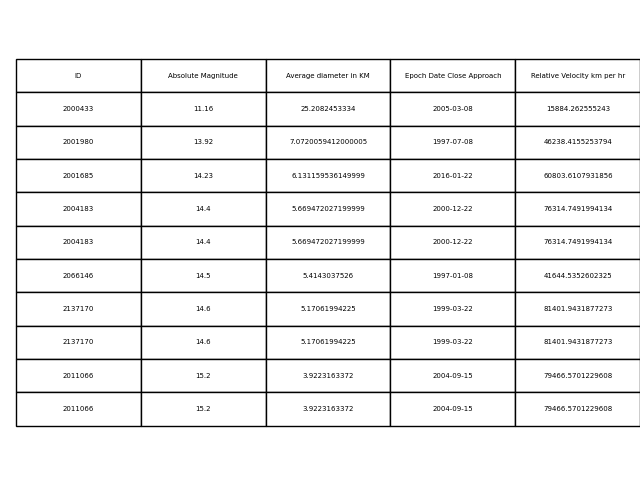 ID Absolute Magnitude Average diameter in KM Epoch Date Close Approach Relative Velocity km per hr
2000433 11.16 25.2082453334 2005-03-08 15884.262555243
2001980 13.92 7.0720059412000005 1997-07-08 46238.4155253794
2001685 14.23 6.131159536149999 2016-01-22 60803.6107931856
2004183 14.4 5.669472027199999 2000-12-22 76314.7491994134
2004183 14.4 5.669472027199999 2000-12-22 76314.7491994134
2066146 14.5 5.4143037526 1997-01-08 41644.5352602325
2137170 14.6 5.17061994225 1999-03-22 81401.9431877273
2137170 14.6 5.17061994225 1999-03-22 81401.9431877273
2011066 15.2 3.9223163372 2004-09-15 79466.5701229608
2011066 15.2 3.9223163372 2004-09-15 79466.5701229608